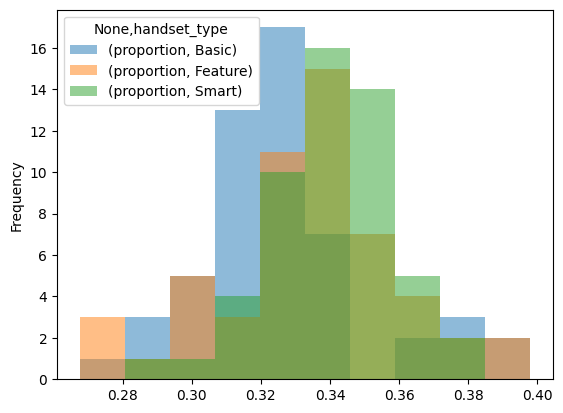 None,handset_type
(proportion, Basic)
(proportion, Feature)
(proportion, Smart)
Frequency
16
14
12
10
8
6
4
2
0
0.28 0.30 0.32 0.34 0.36 0.38 0.40